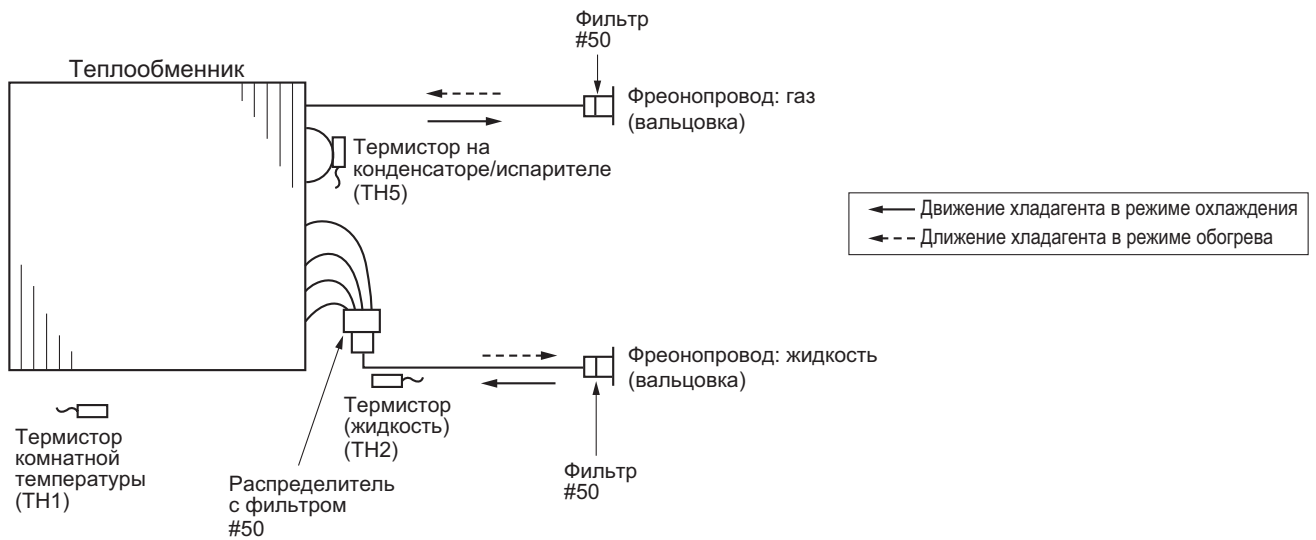 Фильтр
#50
Теплообменник
Фреонопровод: газ
(вальцовка)
Термистор на
конденсаторе/испарителе
(TH5)
Движение хладагента в режиме охлаждения
Длижение хладагента в режиме обогрева
Фреонопровод: жидкость
(вальцовка)
Термистор
(жидкость)
(TH2)
Термистор
комнатной
температуры
(TH1)
Распределитель
с фильтром
#50
Фильтр
#50